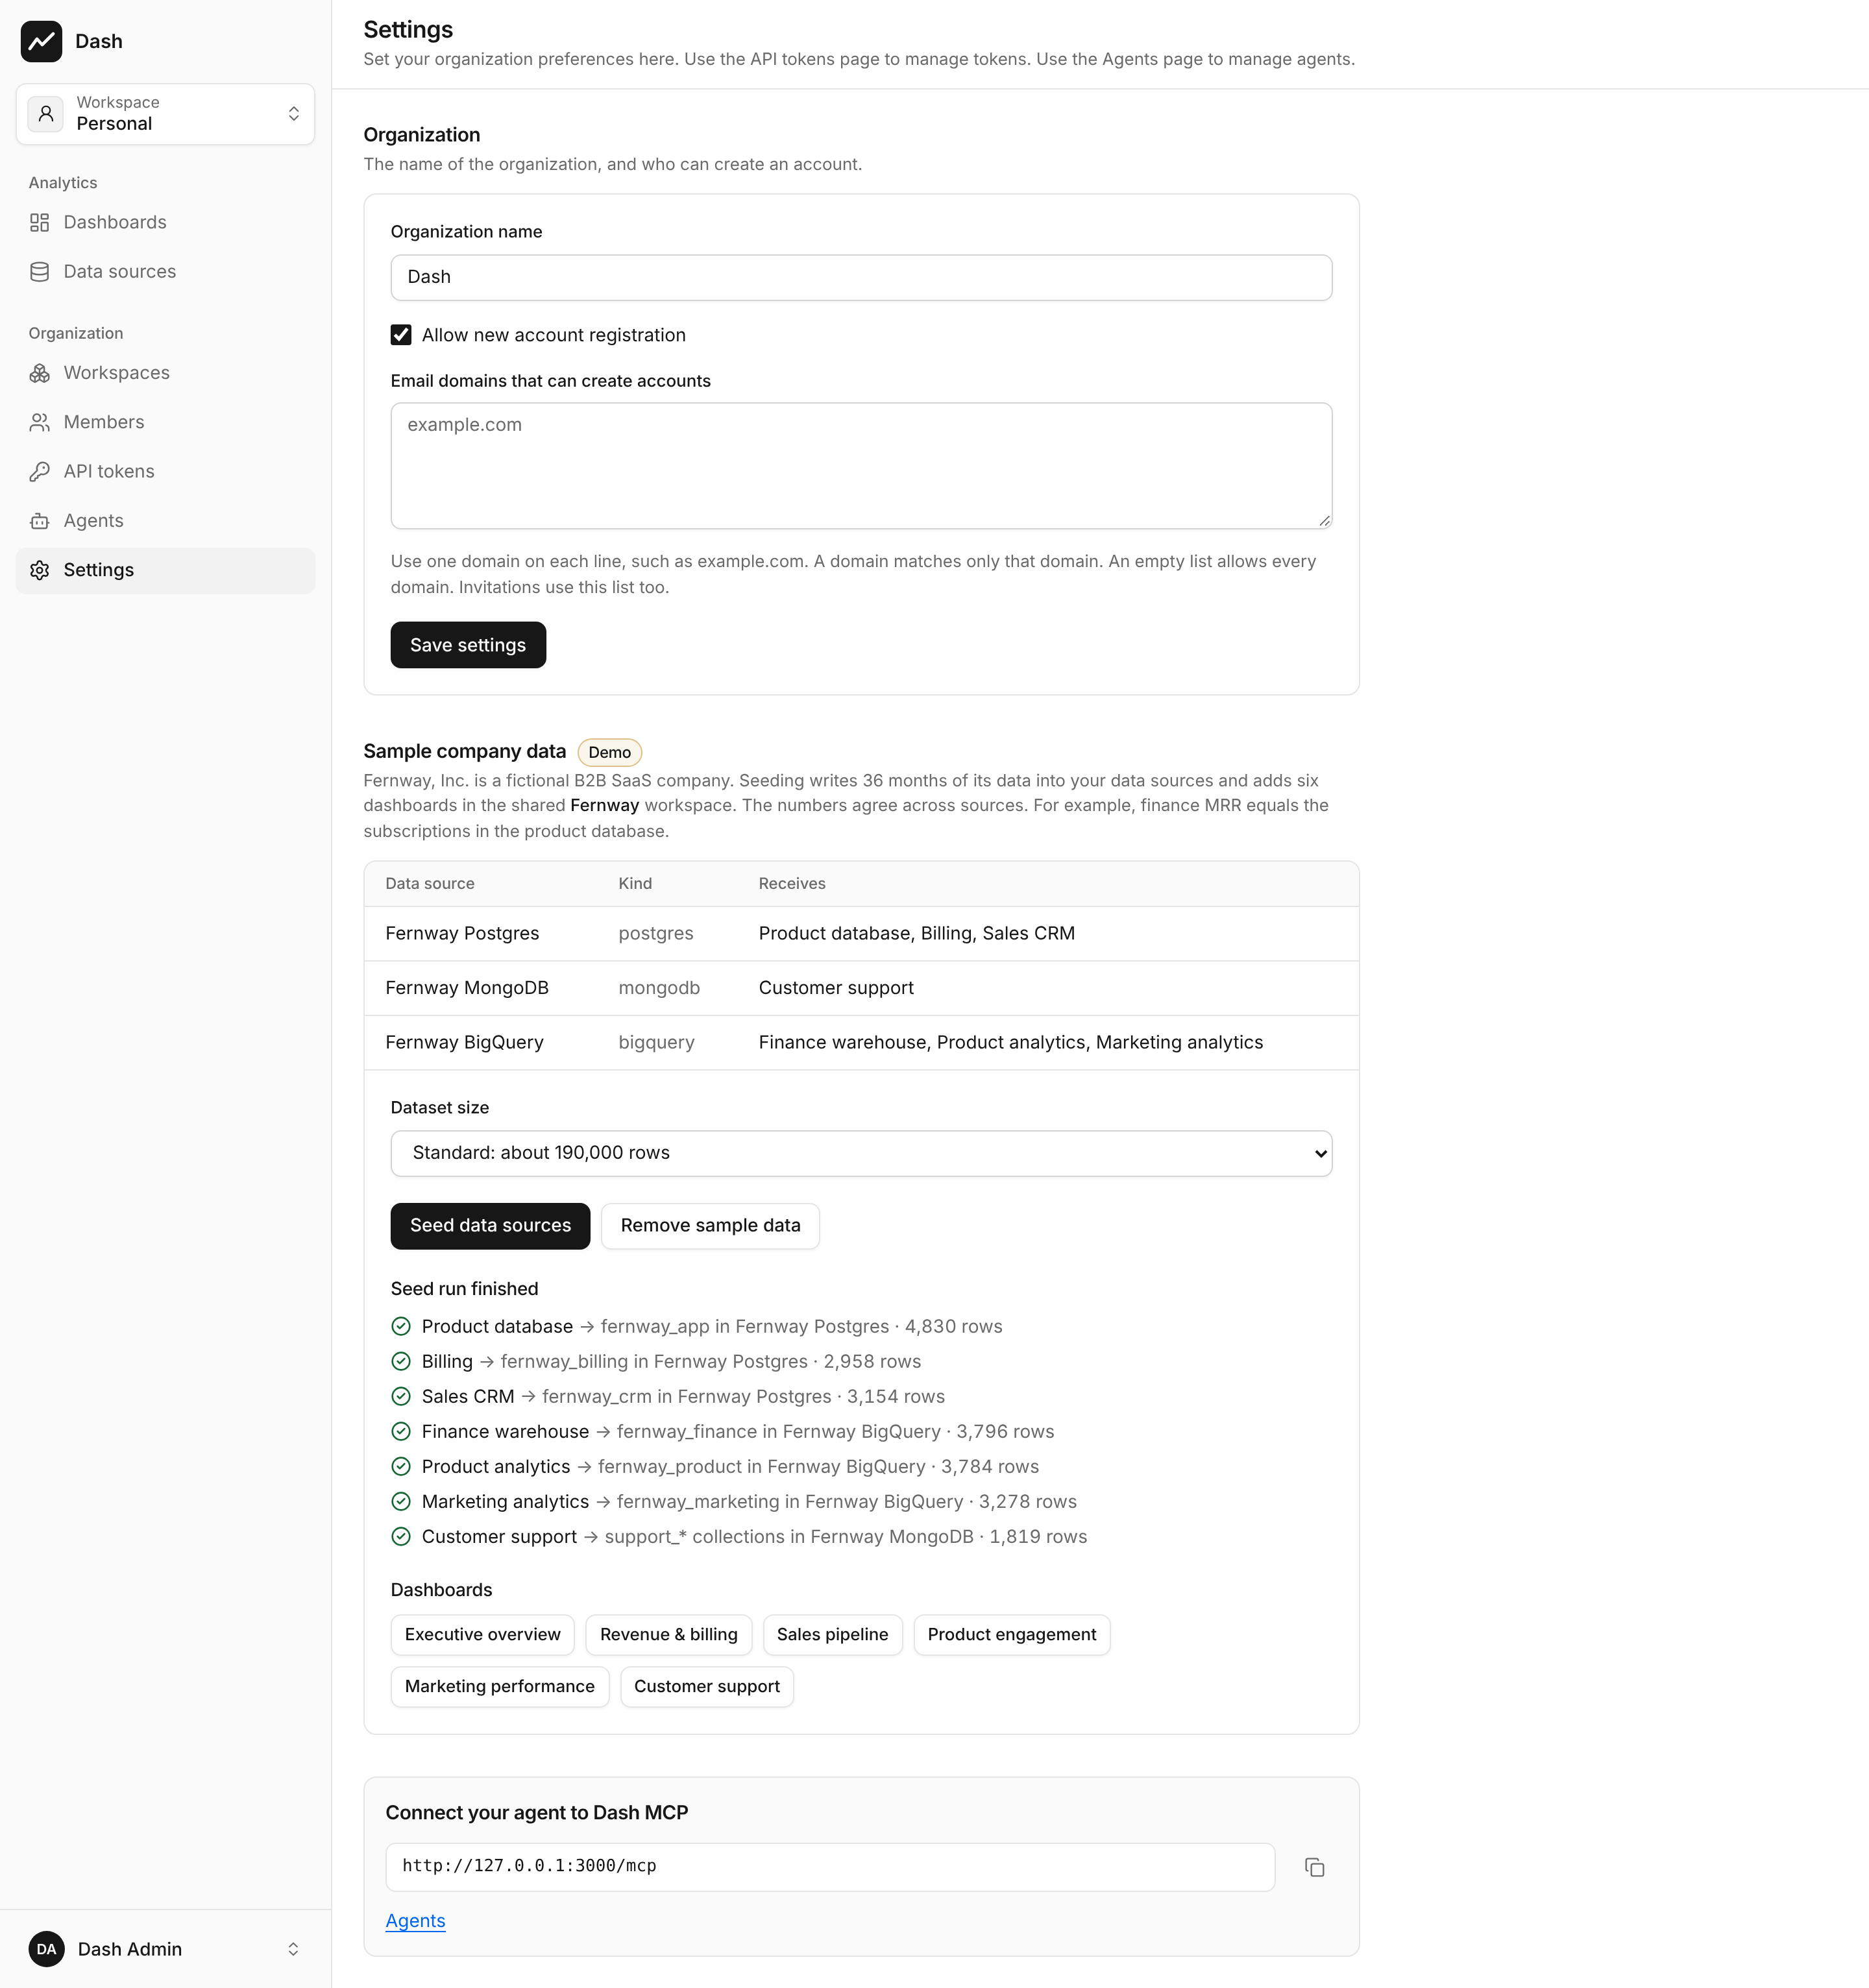 Dash
Workspace
Personal
Analytics
Dashboards
Data sources
Organization
Workspaces
Members
API tokens
Agents
Settings
DA
Dash Admin
Settings
Set your organization preferences here. Use the API tokens page to manage tokens. Use the Agents page to manage agents.
Organization
The name of the organization, and who can create an account.
Organization name
Dash
Allow new account registration
Email domains that can create accounts
example.com
Use one domain on each line, such as example.com. A domain matches only that domain. An empty list allows every
domain. Invitations use this list too.
Save settings
Sample company data Demo
Fernway, Inc. is a fictional B2B SaaS company. Seeding writes 36 months of its data into your data sources and adds six
dashboards in the shared Fernway workspace. The numbers agree across sources. For example, finance MRR equals the
subscriptions in the product database.
Data source Kind Receives
Fernway Postgres postgres Product database, Billing, Sales CRM
Fernway MongoDB mongodb Customer support
Fernway BigQuery bigquery Finance warehouse, Product analytics, Marketing analytics
Dataset size
Standard: about 190,000 rows
Seed data sources Remove sample data
Seed run finished
Product database → fernway_app in Fernway Postgres · 4,830 rows
Billing → fernway_billing in Fernway Postgres · 2,958 rows
Sales CRM → fernway_crm in Fernway Postgres · 3,154 rows
Finance warehouse → fernway_finance in Fernway BigQuery · 3,796 rows
Product analytics → fernway_product in Fernway BigQuery · 3,784 rows
Marketing analytics → fernway_marketing in Fernway BigQuery · 3,278 rows
Customer support → support_* collections in Fernway MongoDB · 1,819 rows
Dashboards
Executive overview Revenue & billing Sales pipeline Product engagement
Marketing performance Customer support
Connect your agent to Dash MCP
http://127.0.0.1:3000/mcp
Agents